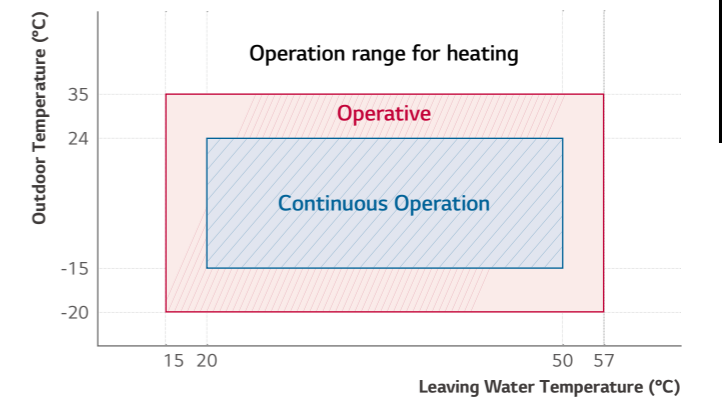 Operation range for heating
Outdoor Temperature (°C)
35
Operative
24
Continuous Operation
-15
-20
15 20 50 57
Leaving Water Temperature (°C)